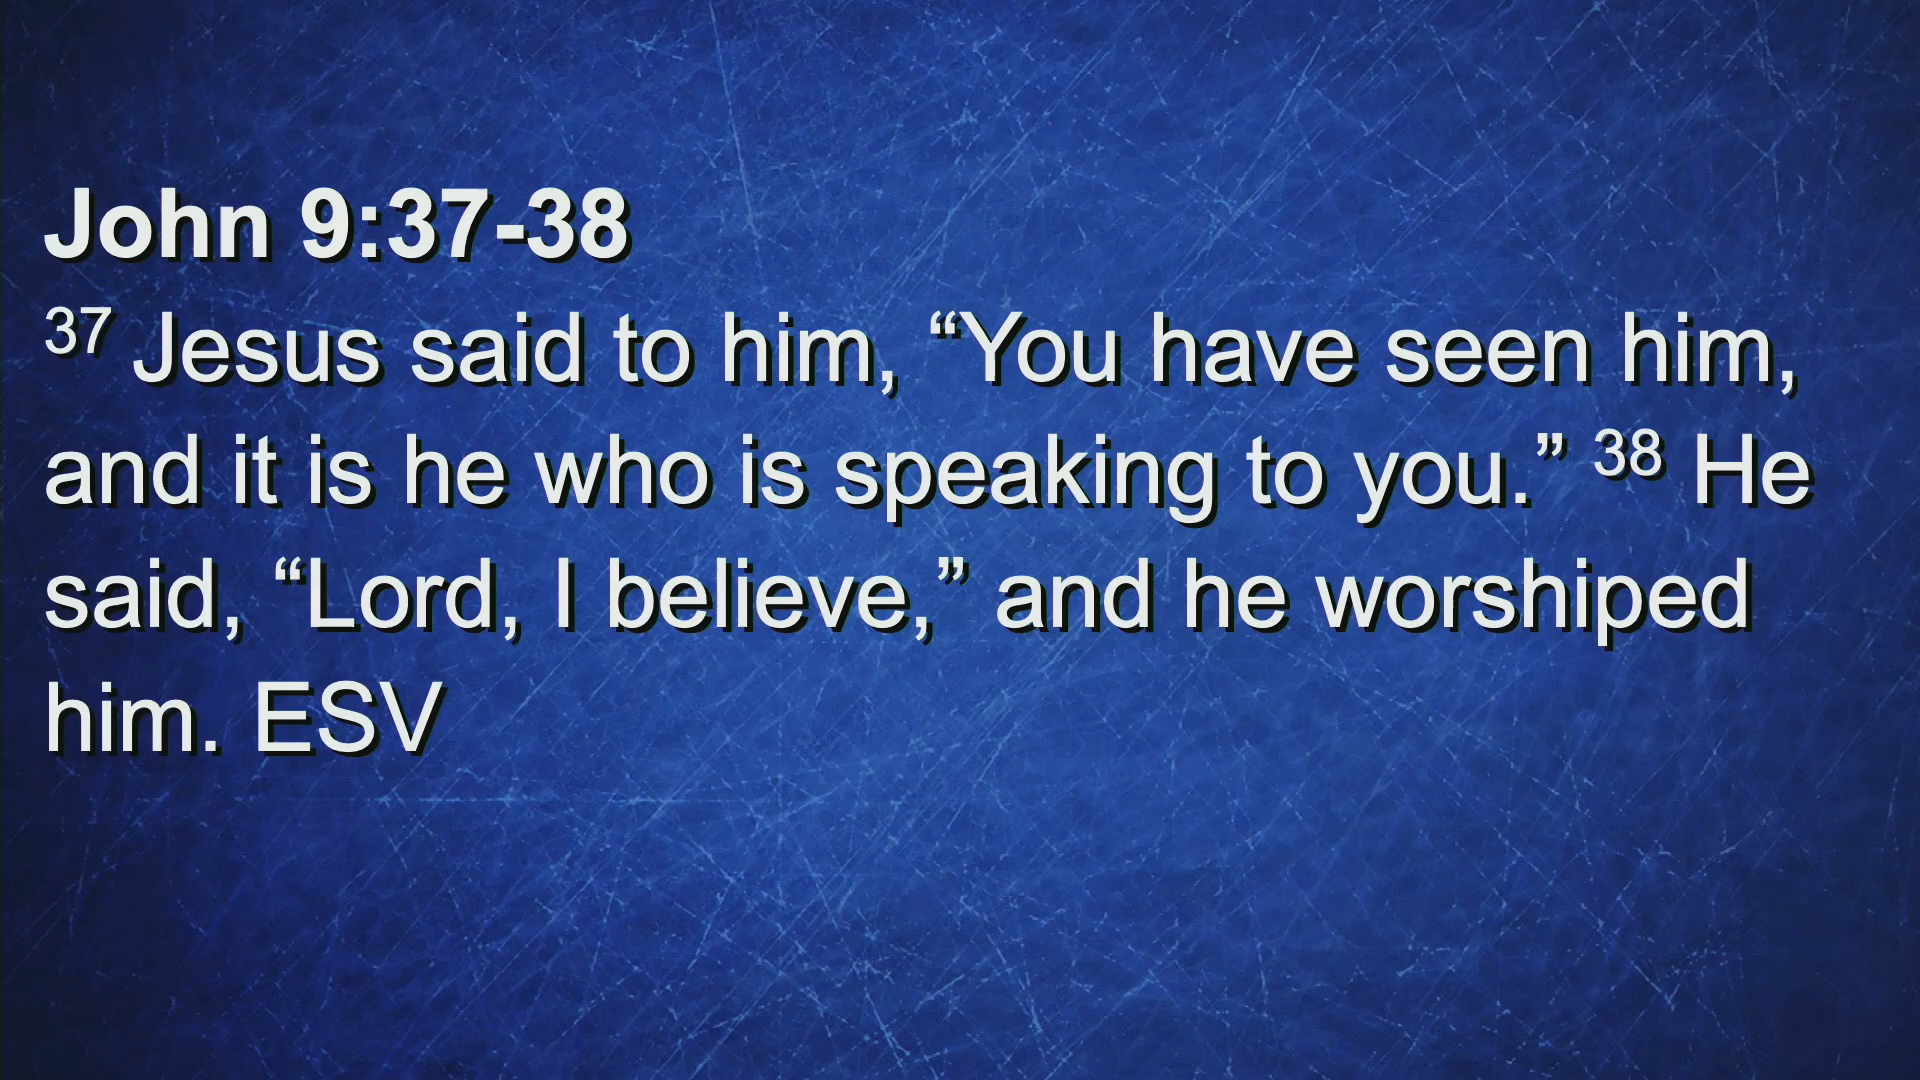 John 9:37-38
37 Jesus said to him, “You have seen him,
and it is he who is speaking to you.” 38 He
said, “Lord, I believe,” and he worshiped
him. ESV